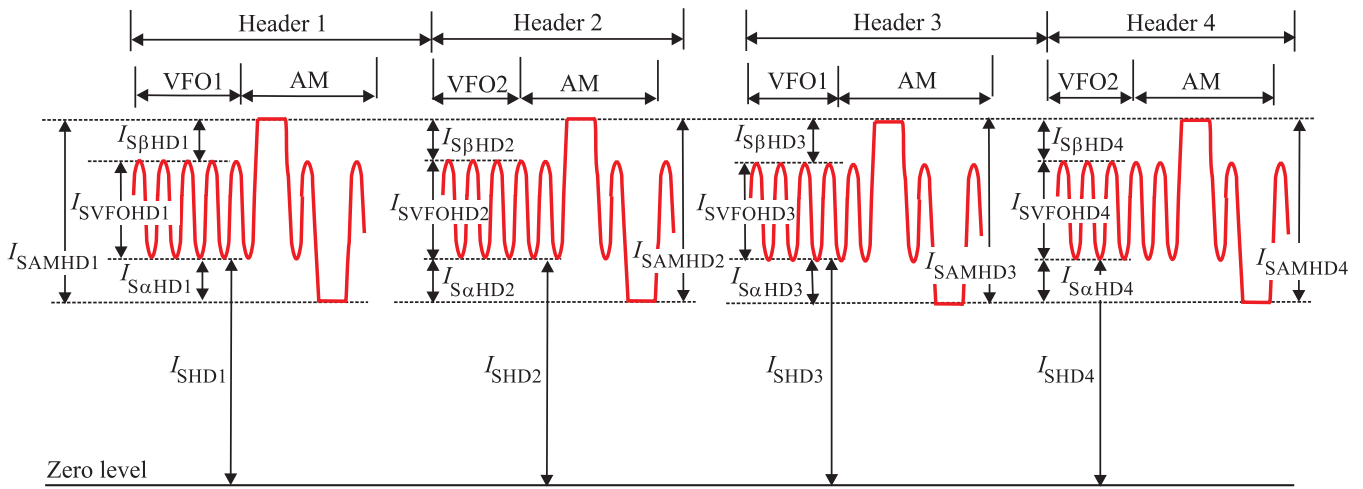 Header 1
Header 2
Header 3
Header 4
VFO1
AM
VFO2
AM
VFO1
AM
VFO2
AM
ISβHD1
ISβHD2
ISβHD3
ISβHD4
ISVFOHD1
ISVFOHD2
ISVFOHD3
ISVFOHD4
ISAMHD1
ISAMHD2
ISAMHD3
ISAMHD4
ISαHD1
ISαHD2
ISαHD3
ISαHD4
ISHD1
ISHD2
ISHD3
ISHD4
Zero level